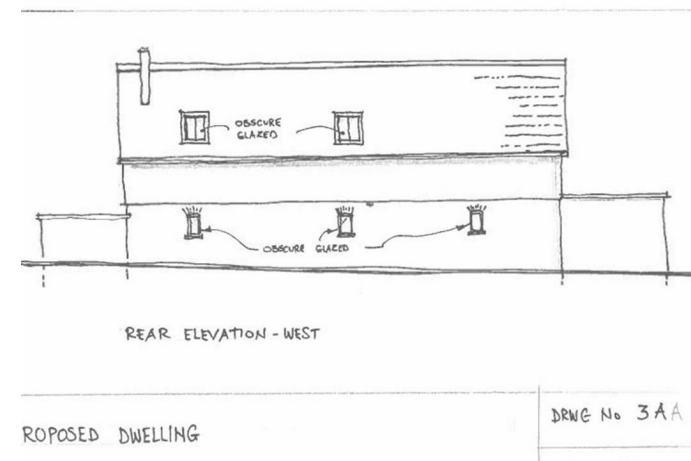 OBSCURE
GLAZED
OBSCURE GLAZED
REAR ELEVATION - WEST
ROPOSED DWELLING
DRWG No 3AA